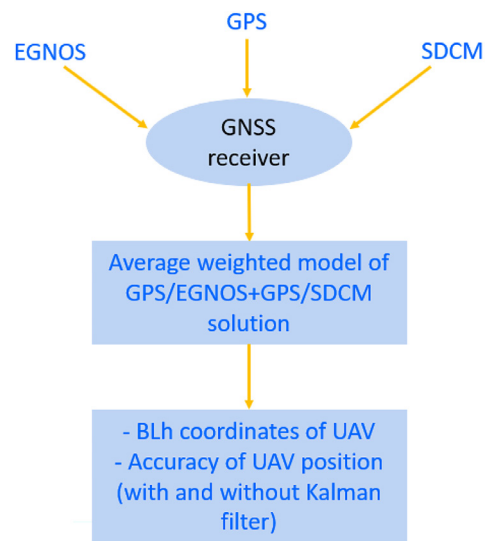 GPS
EGNOS
SDCM
GNSS
receiver
Average weighted model of
GPS/EGNOS+GPS/SDCM
solution
- BLh coordinates of UAV
- Accuracy of UAV position
(with and without Kalman
filter)